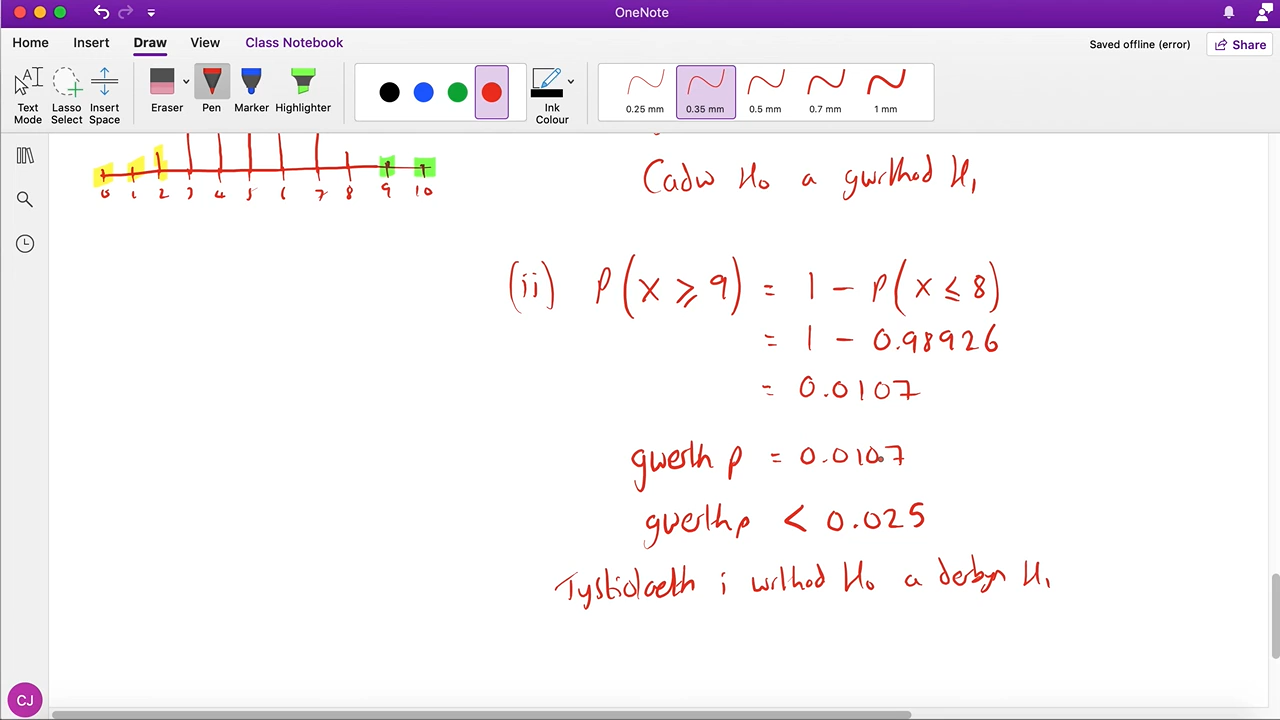 OneNote
Home Insert Draw View Class Notebook
Saved offline (error) Share
Text Mode
Lasso Select
Insert Space
Eraser
Pen
Marker
Highlighter
Ink Colour
0.25 mm 0.35 mm 0.5 mm 0.7 mm 1 mm
0 1 2 3 4 5 6 7 8 9 10
Cadw H₀ a gwrthod H₁
(ii) P(X ⩾ 9) = 1 - P(X ≤ 8)
= 1 - 0.98926
= 0.0107
gwerth p = 0.0107
gwerth p < 0.025
Tystiolaeth i wrthod H₀ a derbyn H₁
CJ